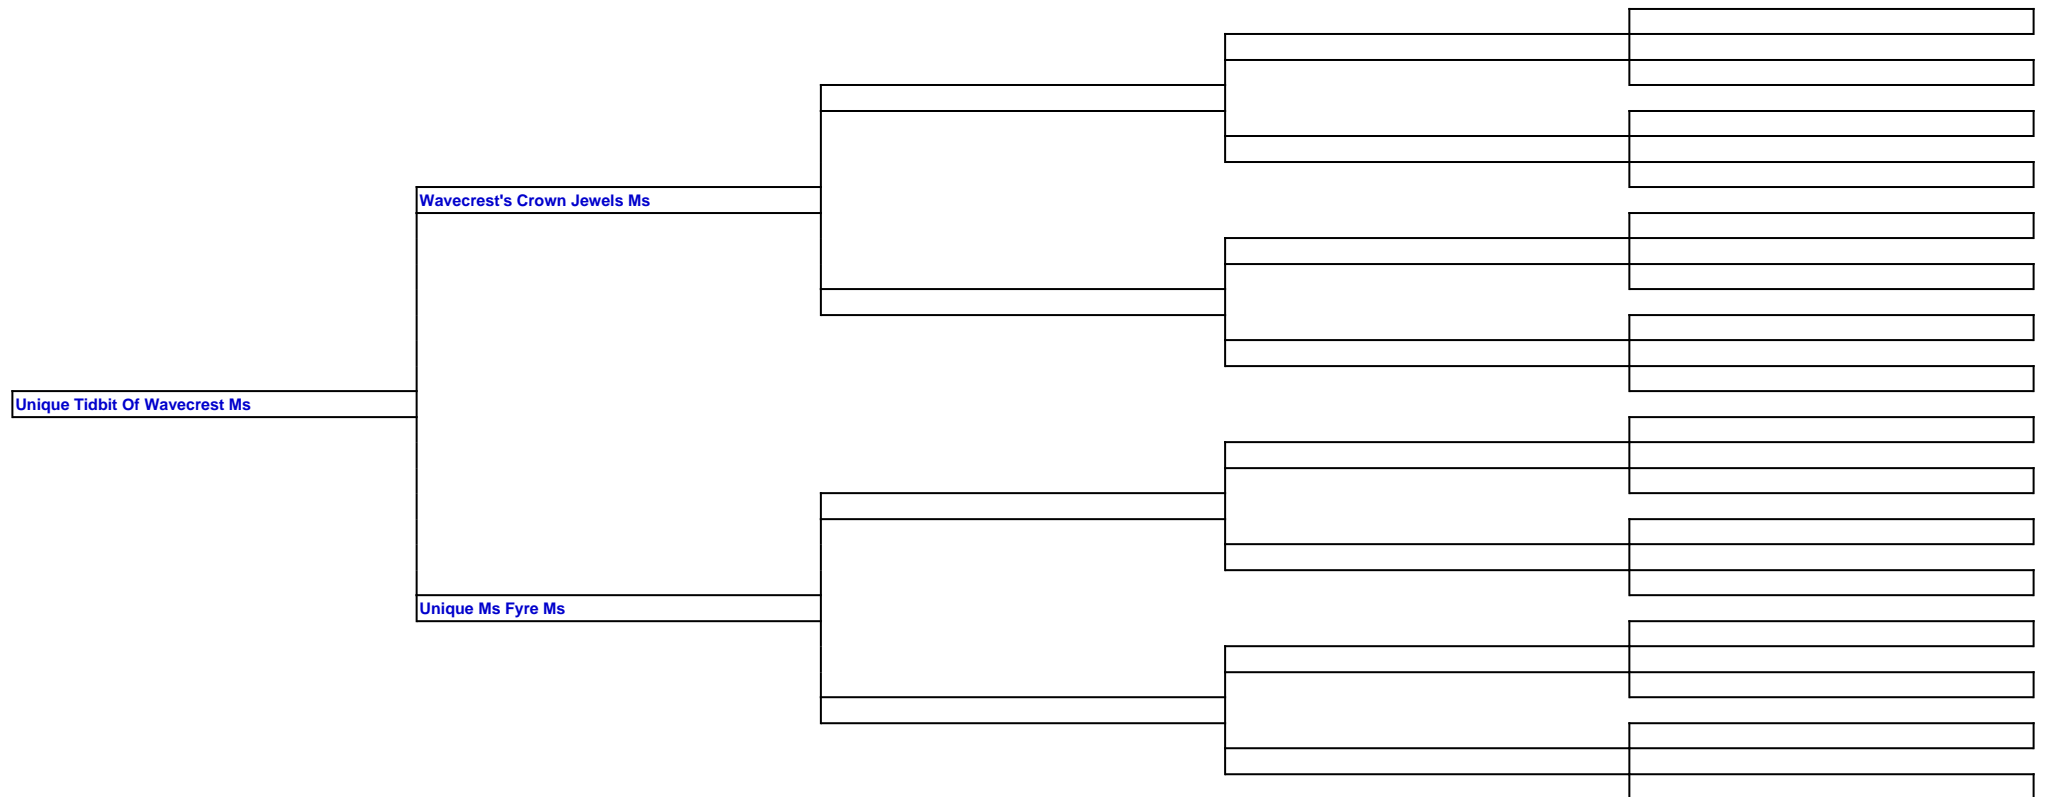 Wavecrest's Crown Jewels Ms
Unique Tidbit Of Wavecrest Ms
Unique Ms Fyre Ms